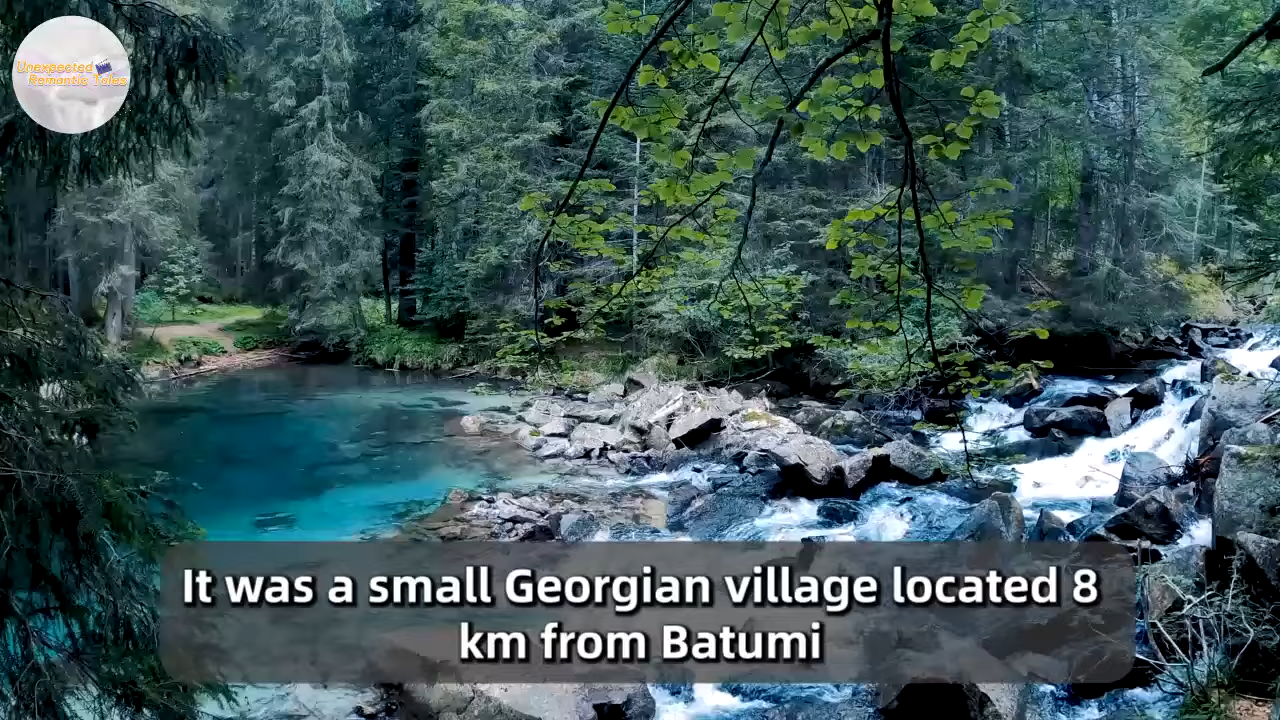 Unexpected
Romantic Tales
It was a small Georgian village located 8
km from Batumi